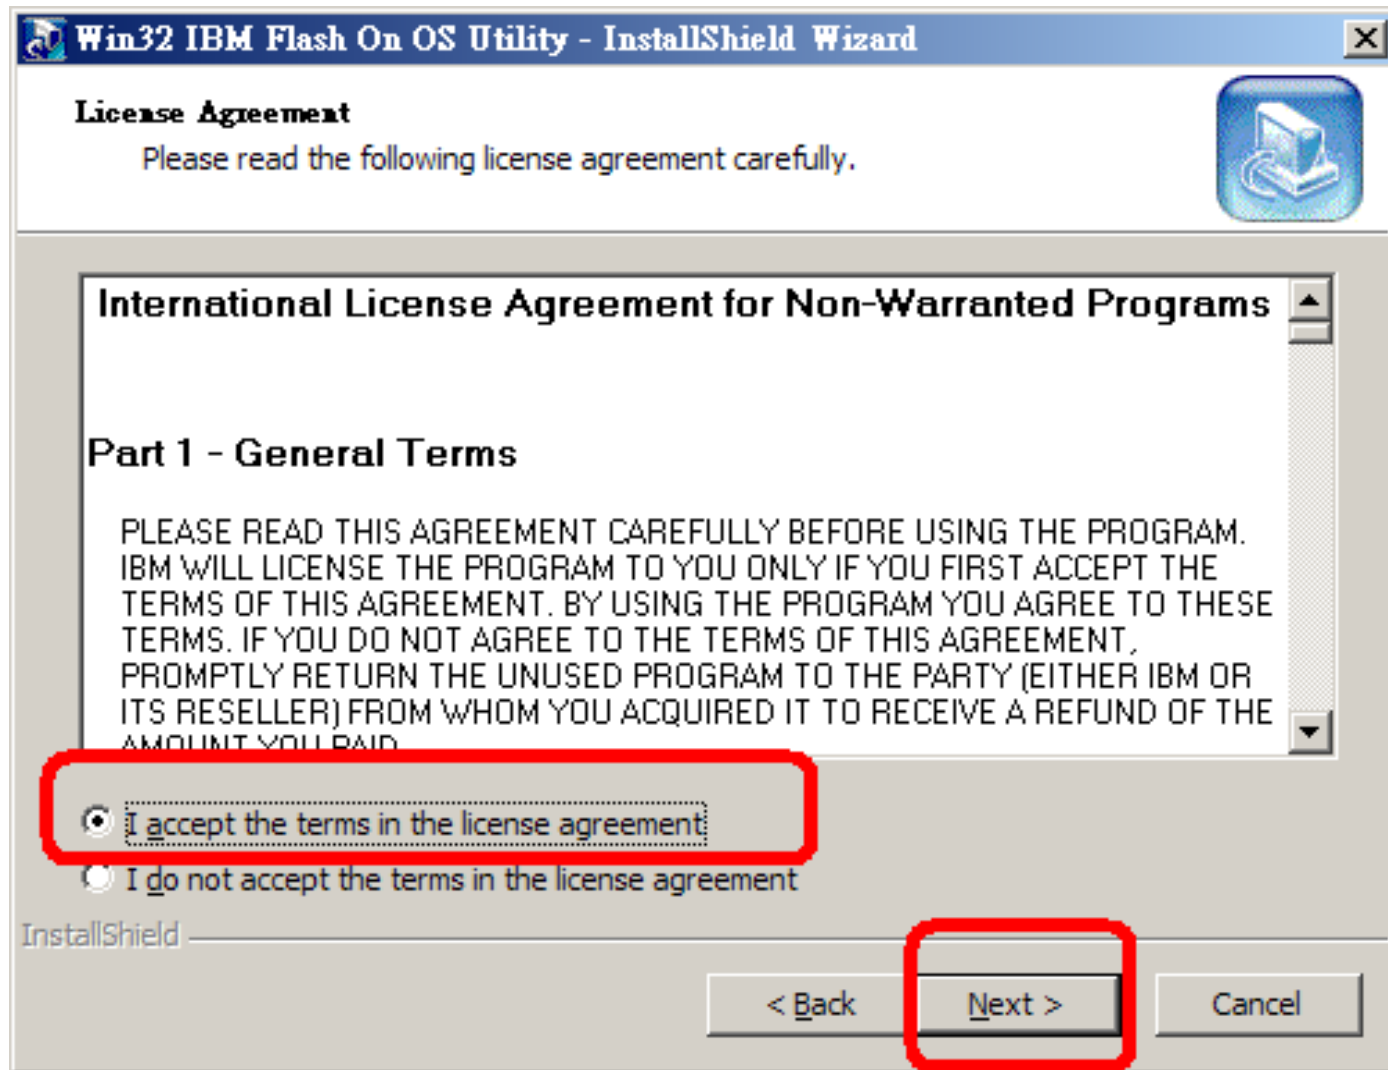 Win32 IBM Flash On OS Utility - InstallShield Wizard
License Agreement
Please read the following license agreement carefully.
International License Agreement for Non-Warranted Programs
Part 1 - General Terms
PLEASE READ THIS AGREEMENT CAREFULLY BEFORE USING THE PROGRAM.
IBM WILL LICENSE THE PROGRAM TO YOU ONLY IF YOU FIRST ACCEPT THE
TERMS OF THIS AGREEMENT. BY USING THE PROGRAM YOU AGREE TO THESE
TERMS. IF YOU DO NOT AGREE TO THE TERMS OF THIS AGREEMENT,
PROMPTLY RETURN THE UNUSED PROGRAM TO THE PARTY (EITHER IBM OR
ITS RESELLER) FROM WHOM YOU ACQUIRED IT TO RECEIVE A REFUND OF THE
AMOUNT YOU PAID
I accept the terms in the license agreement
I do not accept the terms in the license agreement
InstallShield
< Back
Next >
Cancel